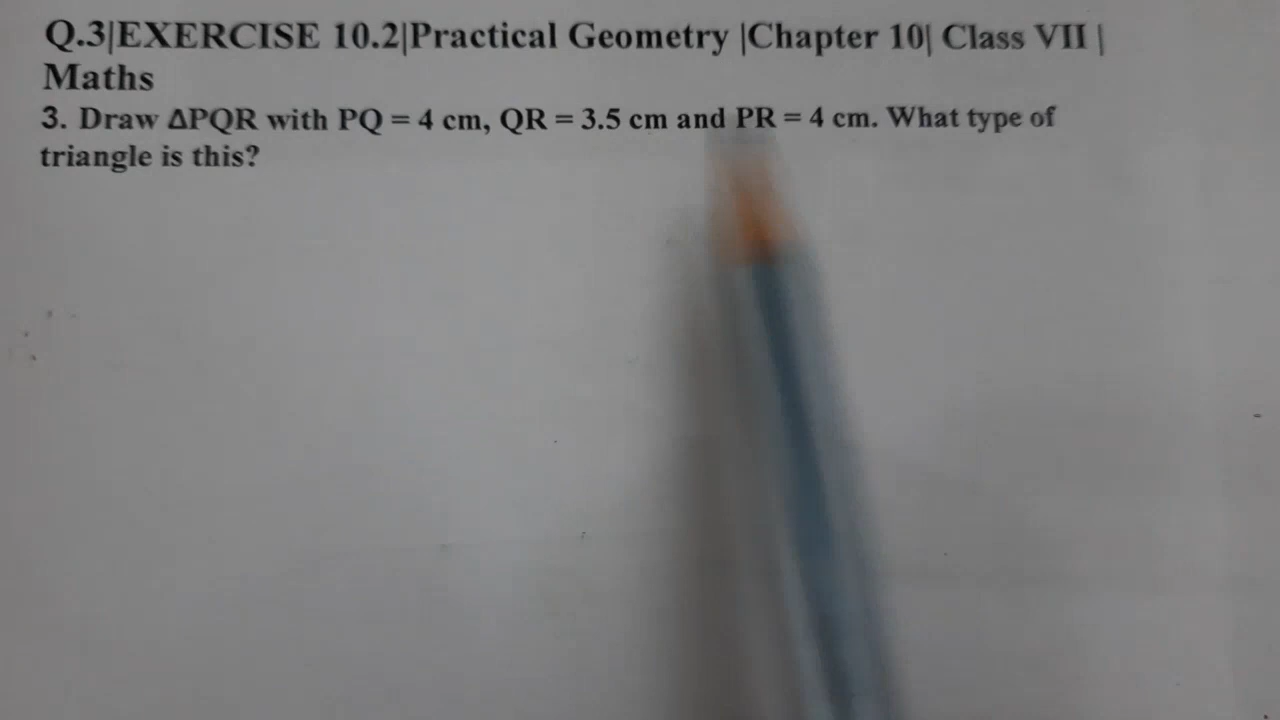 Q.3|EXERCISE 10.2|Practical Geometry |Chapter 10| Class VII |
Maths
3. Draw ΔPQR with PQ = 4 cm, QR = 3.5 cm and PR = 4 cm. What type of
triangle is this?